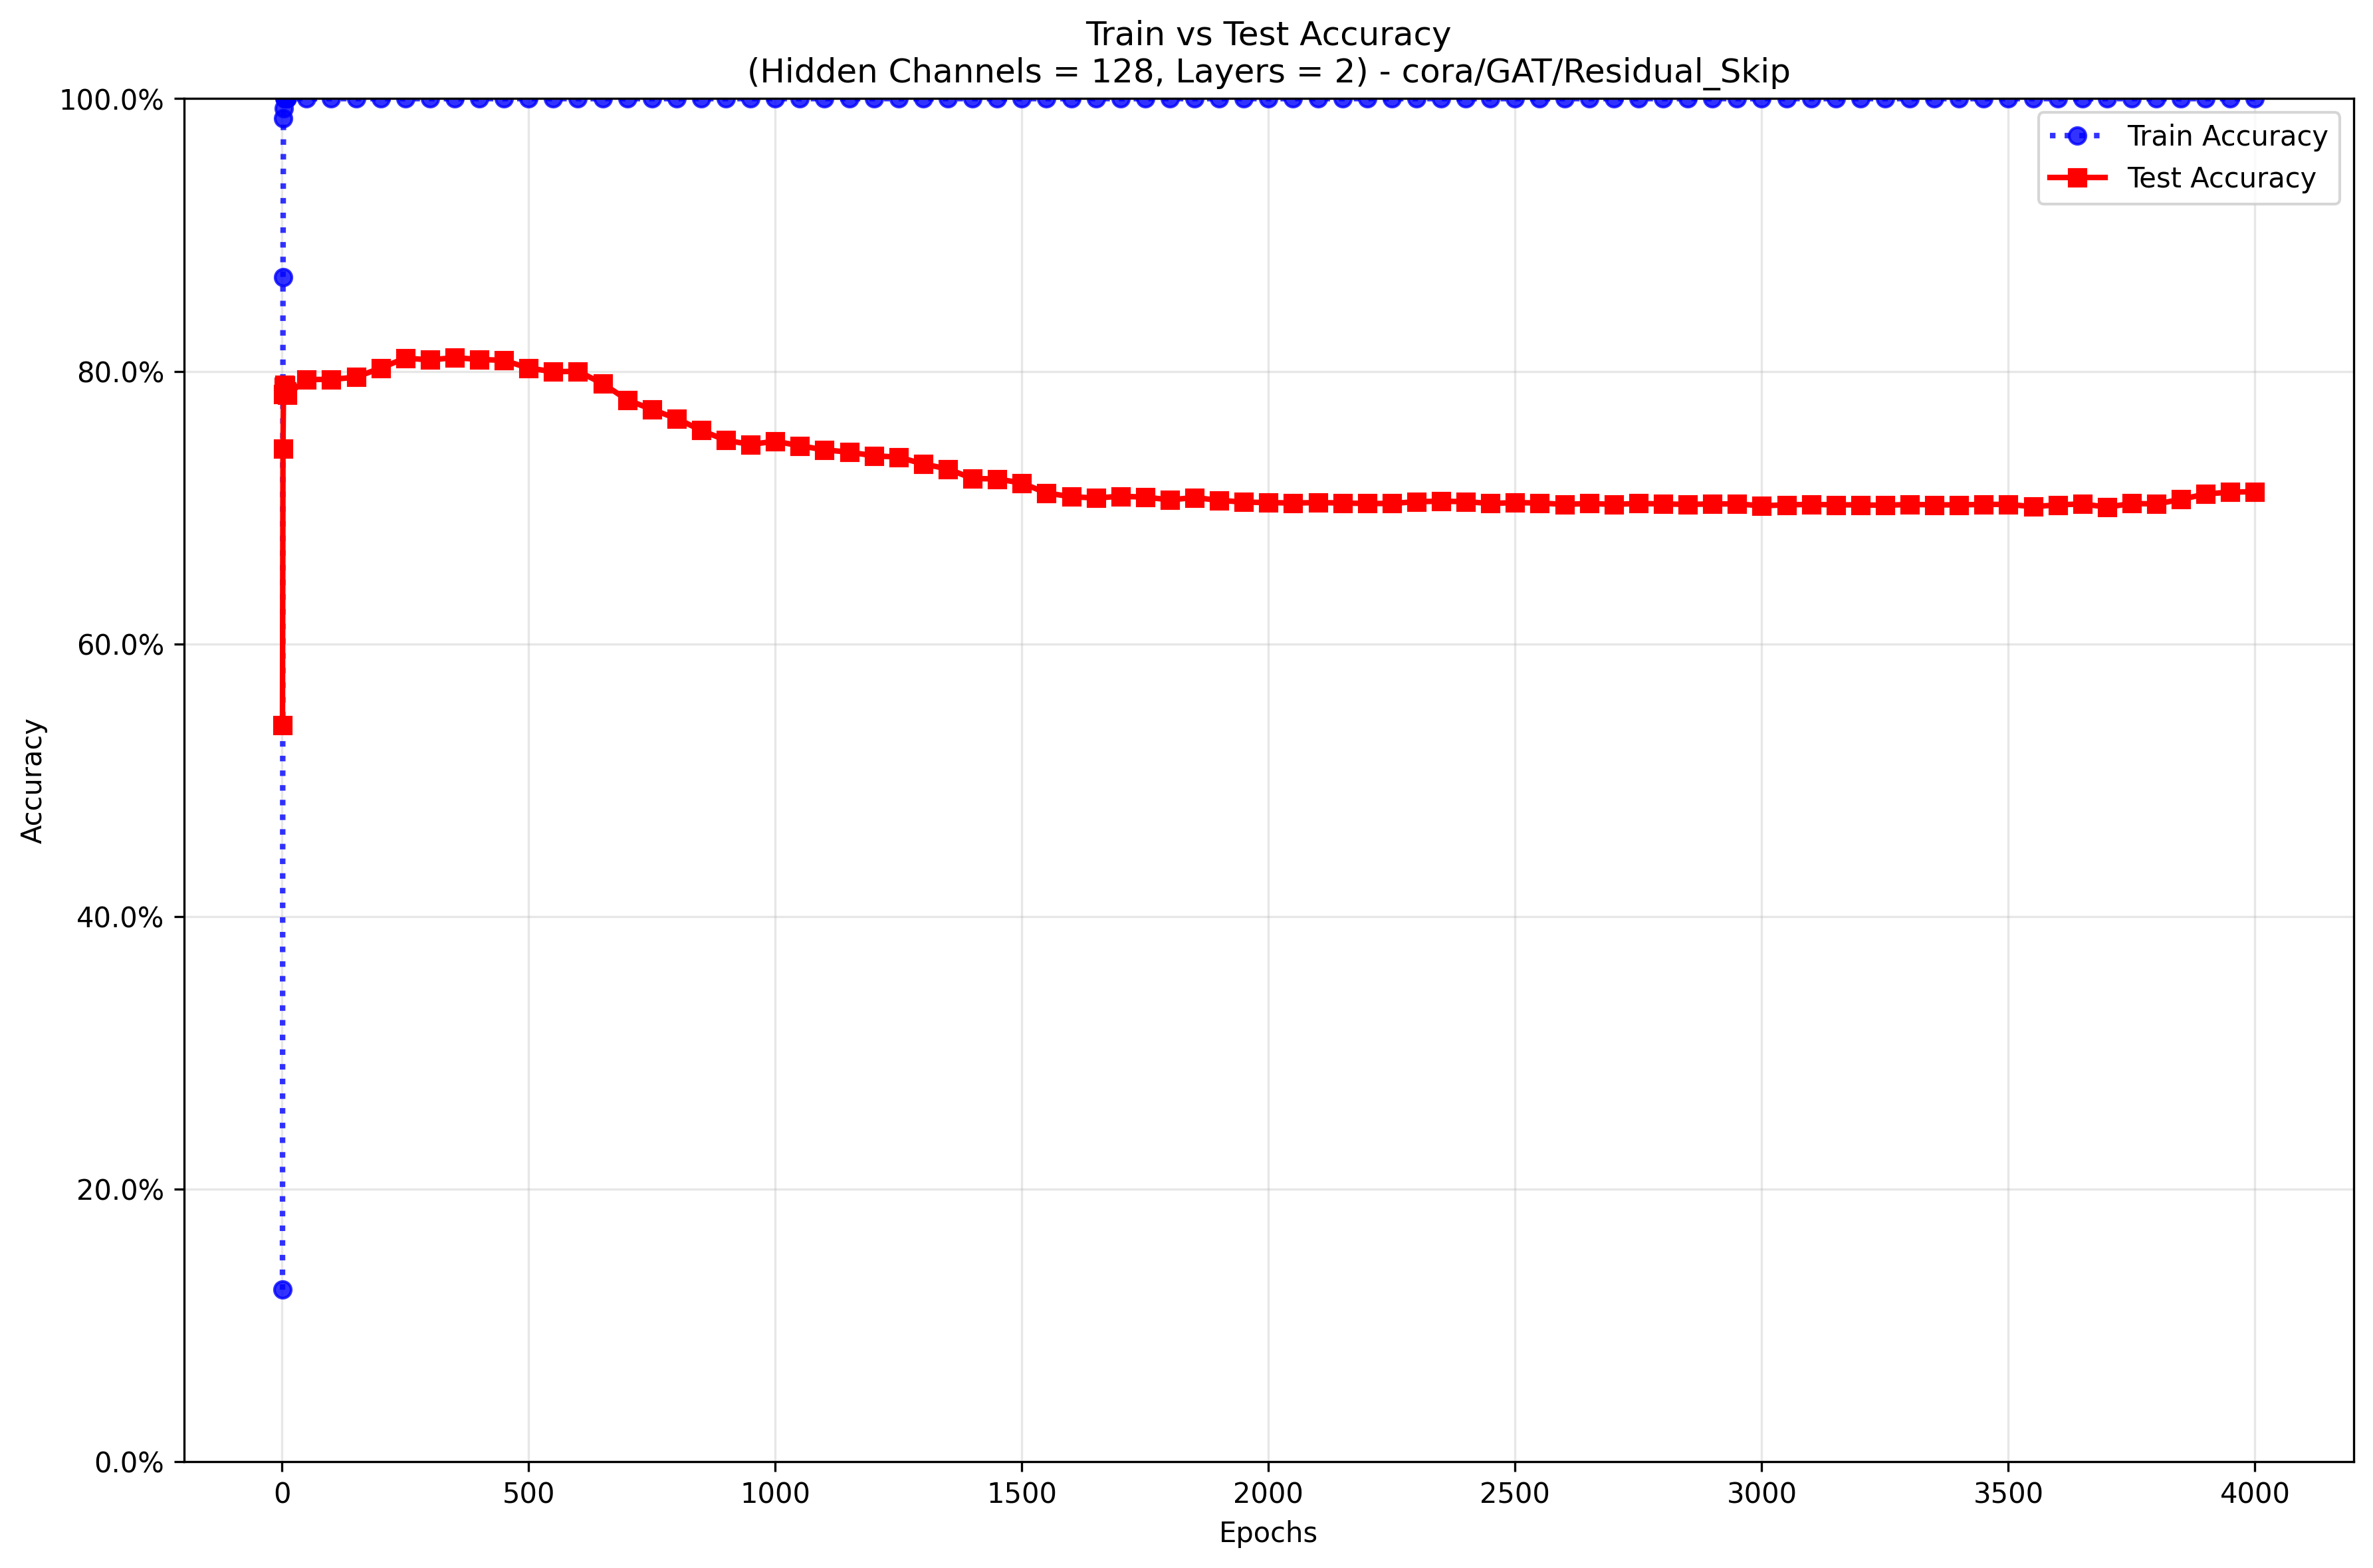 Train vs Test Accuracy
(Hidden Channels = 128, Layers = 2) - cora/GAT/Residual_Skip
100.0%
80.0%
60.0%
40.0%
20.0%
0.0%
Accuracy
Train Accuracy
Test Accuracy
0 500 1000 1500 2000 2500 3000 3500 4000
Epochs